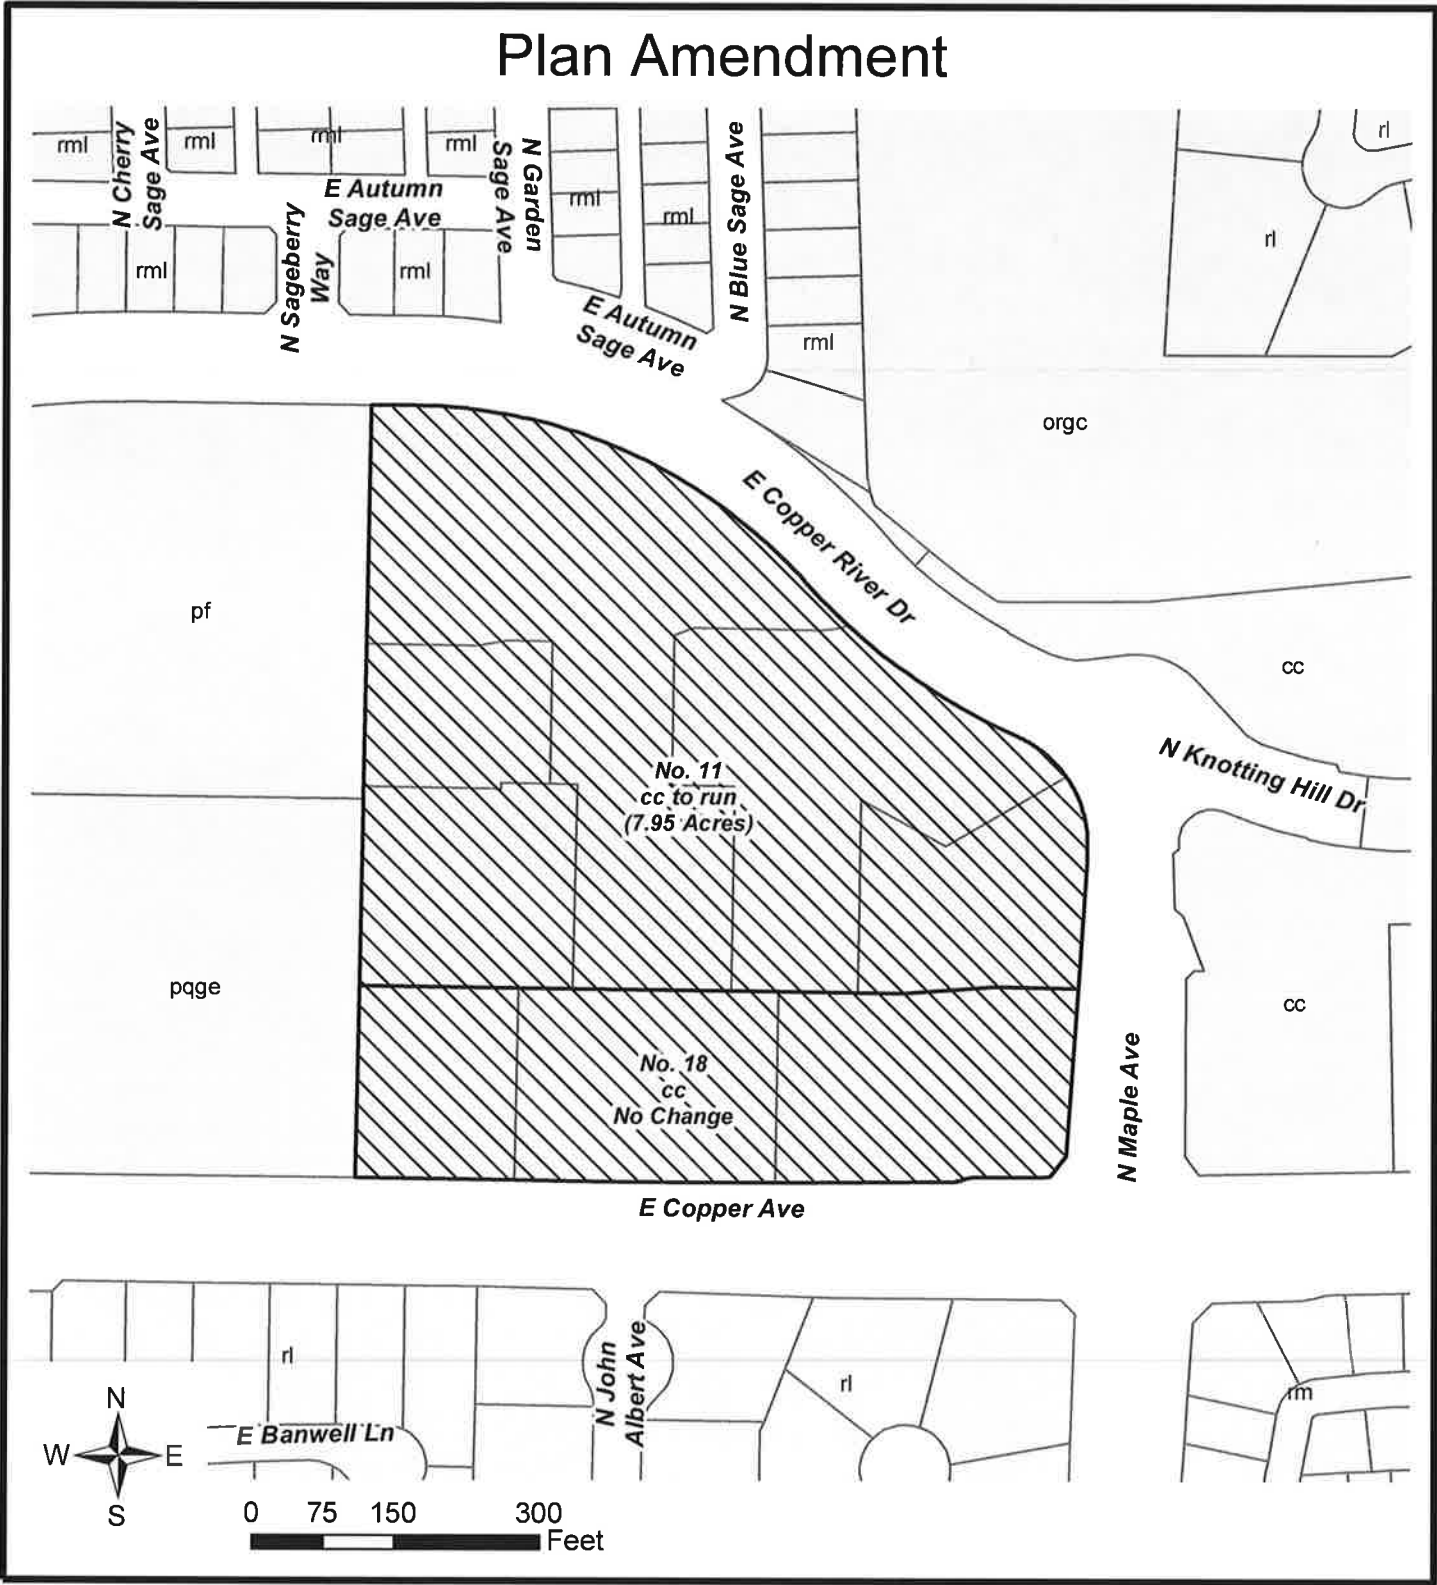 Plan Amendment
rml
N Cherry
Sage Ave
rml
rml
rml
E Autumn
Sage Ave
N Garden
Sage Ave
rml
rml
N Blue Sage Ave
rl
rl
rml
N Sageberry
Way
rml
E Autumn
Sage Ave
rml
orgc
E Copper River Dr
pf
cc
N Knotting Hill Dr
No. 11
cc to run
(7.95 Acres)
pqge
cc
No. 18
cc
No Change
N Maple Ave
E Copper Ave
rl
N John
Albert Ave
rl
rm
E Banwell Ln
N
W
E
S
0 75 150 300
Feet